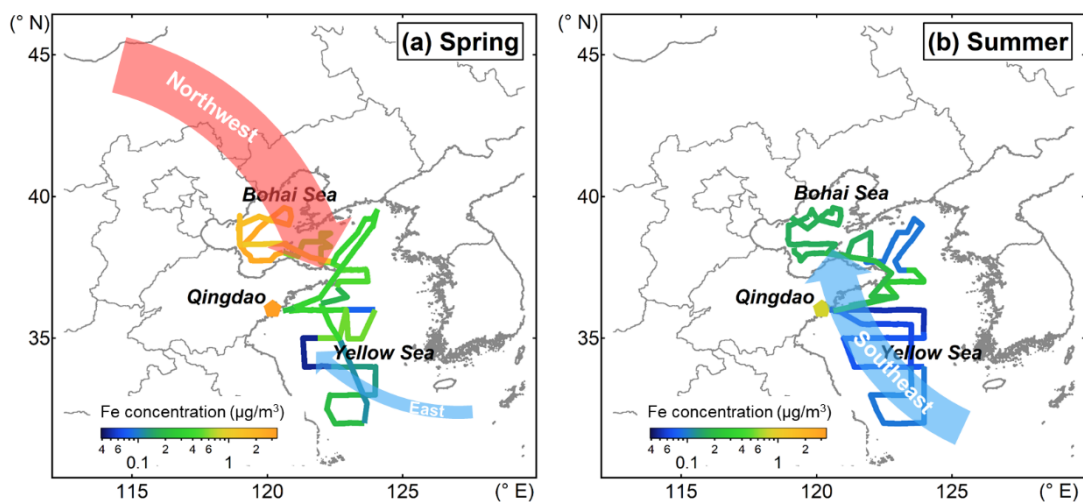 (° N)
(a) Spring
45
Northwest
40
Bohai Sea
Qingdao
35
Yellow Sea
East
Fe concentration (µg/m³)
4 6 2 4 6 2
0.1 1
115 120 125 (° E)
(° N)
(b) Summer
45
40
Bohai Sea
Qingdao
35
Yellow Sea
Southeast
Fe concentration (µg/m³)
4 6 2 4 6 2
0.1 1
115 120 125 (° E)